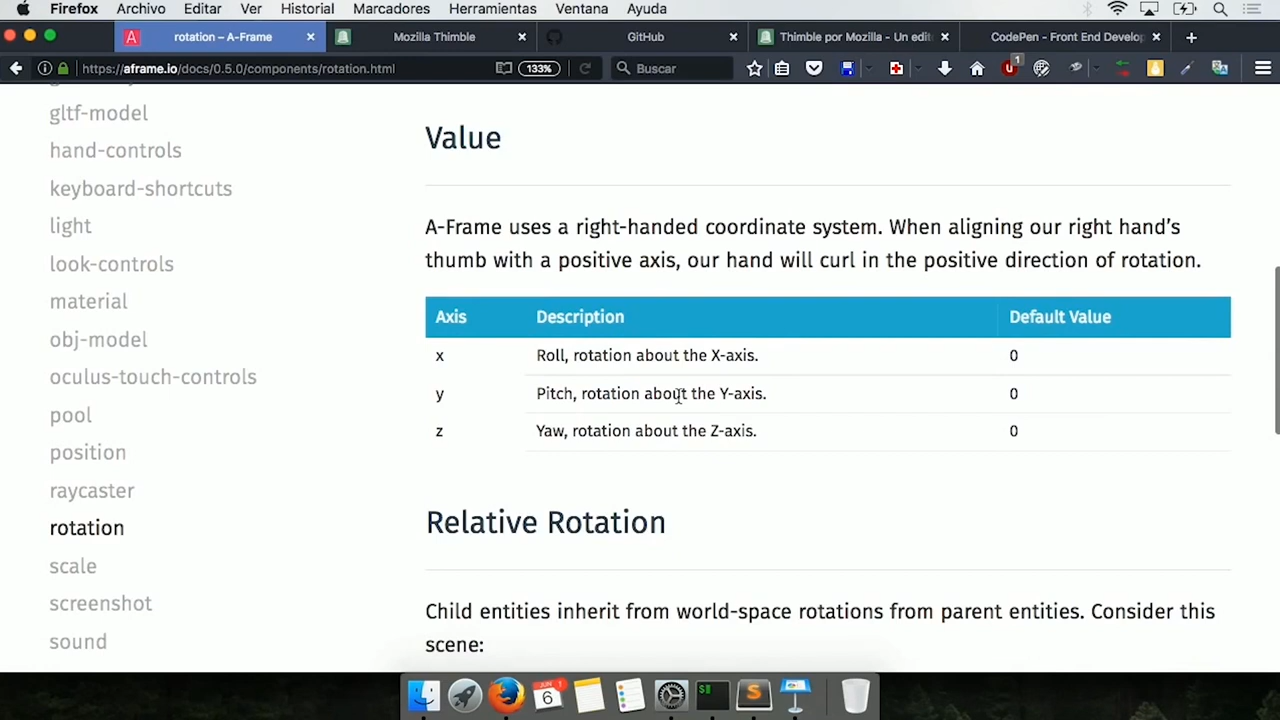 Firefox Archivo Editar Ver Historial Marcadores Herramientas Ventana Ayuda
rotation – A-Frame × Mozilla Thimble × GitHub × Thimble por Mozilla - Un edit × CodePen - Front End Develop × +
https://aframe.io/docs/0.5.0/components/rotation.html 133% Buscar 1
gltf-model
hand-controls
keyboard-shortcuts
light
look-controls
material
obj-model
oculus-touch-controls
pool
position
raycaster
rotation
scale
screenshot
sound
Value
A-Frame uses a right-handed coordinate system. When aligning our right hand’s
thumb with a positive axis, our hand will curl in the positive direction of rotation.
Axis Description Default Value
x Roll, rotation about the X-axis. 0
y Pitch, rotation about the Y-axis. 0
z Yaw, rotation about the Z-axis. 0
Relative Rotation
Child entities inherit from world-space rotations from parent entities. Consider this
scene:
JUN 1
6